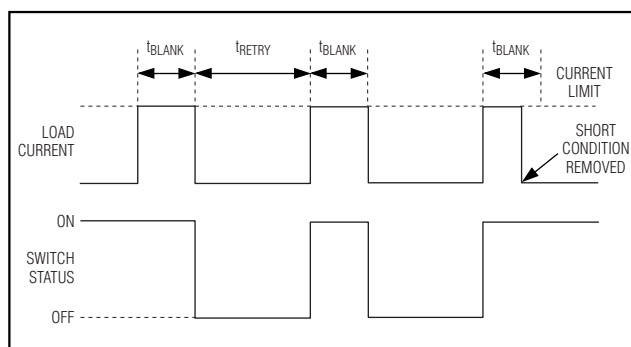 tBLANK
tRETRY
tBLANK
tBLANK
CURRENT
LIMIT
LOAD
CURRENT
SHORT
CONDITION
REMOVED
ON
SWITCH
STATUS
OFF